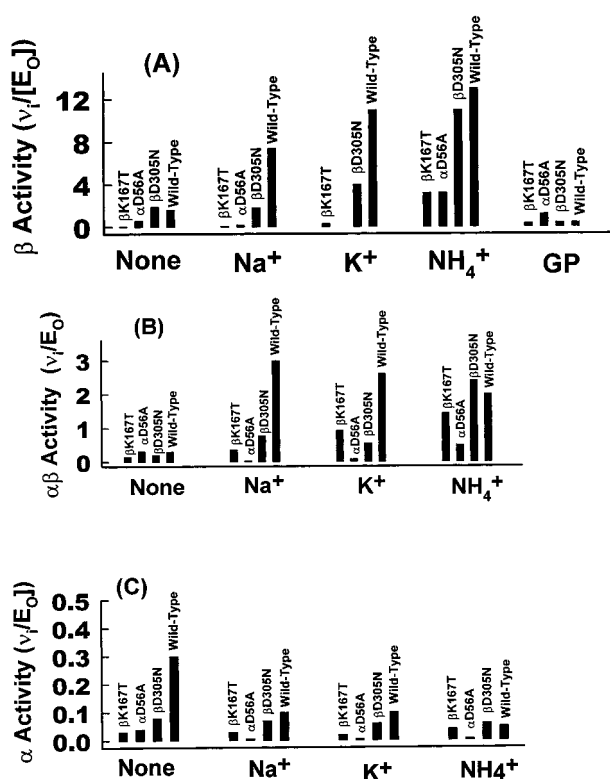 (A)
β Activity (νi/[EO])
12
8
4
0
βK167T
αD56A
βD305N
Wild-Type
βK167T
αD56A
βD305N
Wild-Type
βD305N
Wild-Type
βK167T
αD56A
βD305N
Wild-Type
βK167T
αD56A
βD305N
Wild-Type
None
Na+
K+
NH4+
GP
(B)
αβ Activity (νi/EO)
3
2
1
0
βK167T
αD56A
βD305N
Wild-Type
βK167T
αD56A
βD305N
Wild-Type
βK167T
αD56A
βD305N
Wild-Type
βK167T
αD56A
βD305N
Wild-Type
None
Na+
K+
NH4+
(C)
α Activity (νi/EO])
0.5
0.4
0.3
0.2
0.1
0.0
βK167T
αD56A
βD305N
Wild-Type
βK167T
αD56A
βD305N
Wild-Type
βK167T
αD56A
βD305N
Wild-Type
βK167T
αD56A
βD305N
Wild-Type
None
Na+
K+
NH4+